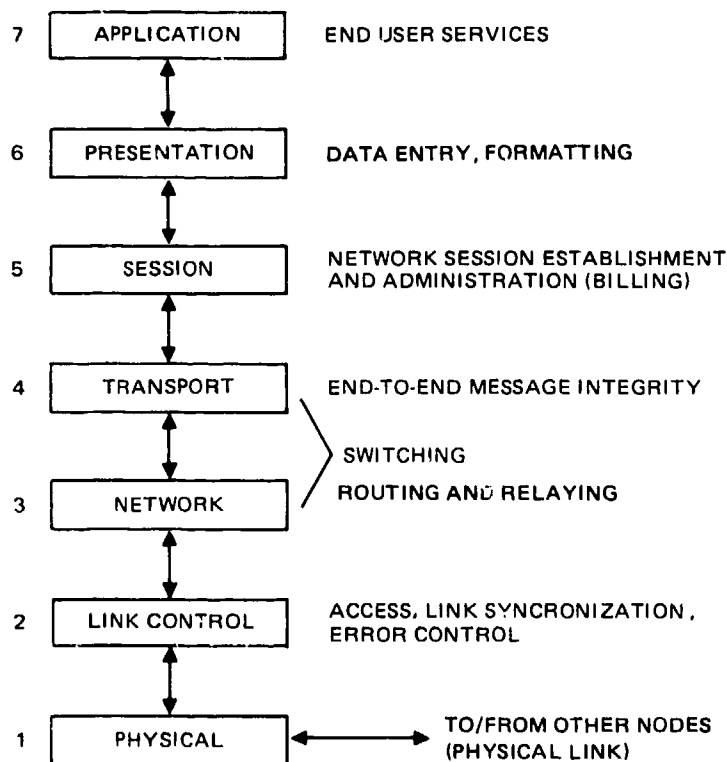 7 APPLICATION END USER SERVICES
6 PRESENTATION DATA ENTRY, FORMATTING
5 SESSION NETWORK SESSION ESTABLISHMENT
AND ADMINISTRATION (BILLING)
4 TRANSPORT END-TO-END MESSAGE INTEGRITY
SWITCHING
3 NETWORK ROUTING AND RELAYING
2 LINK CONTROL ACCESS, LINK SYNCRONIZATION,
ERROR CONTROL
1 PHYSICAL TO/FROM OTHER NODES
(PHYSICAL LINK)